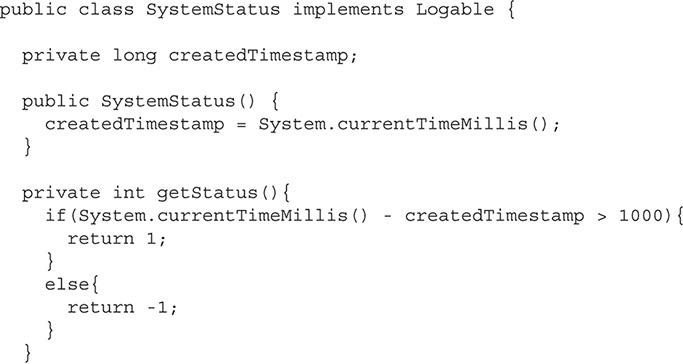 public class SystemStatus implements Logable {
private long createdTimestamp;
public SystemStatus() {
createdTimestamp = System.currentTimeMillis();
}
private int getStatus(){
if(System.currentTimeMillis() - createdTimestamp > 1000){
return 1;
}
else{
return -1;
}
}